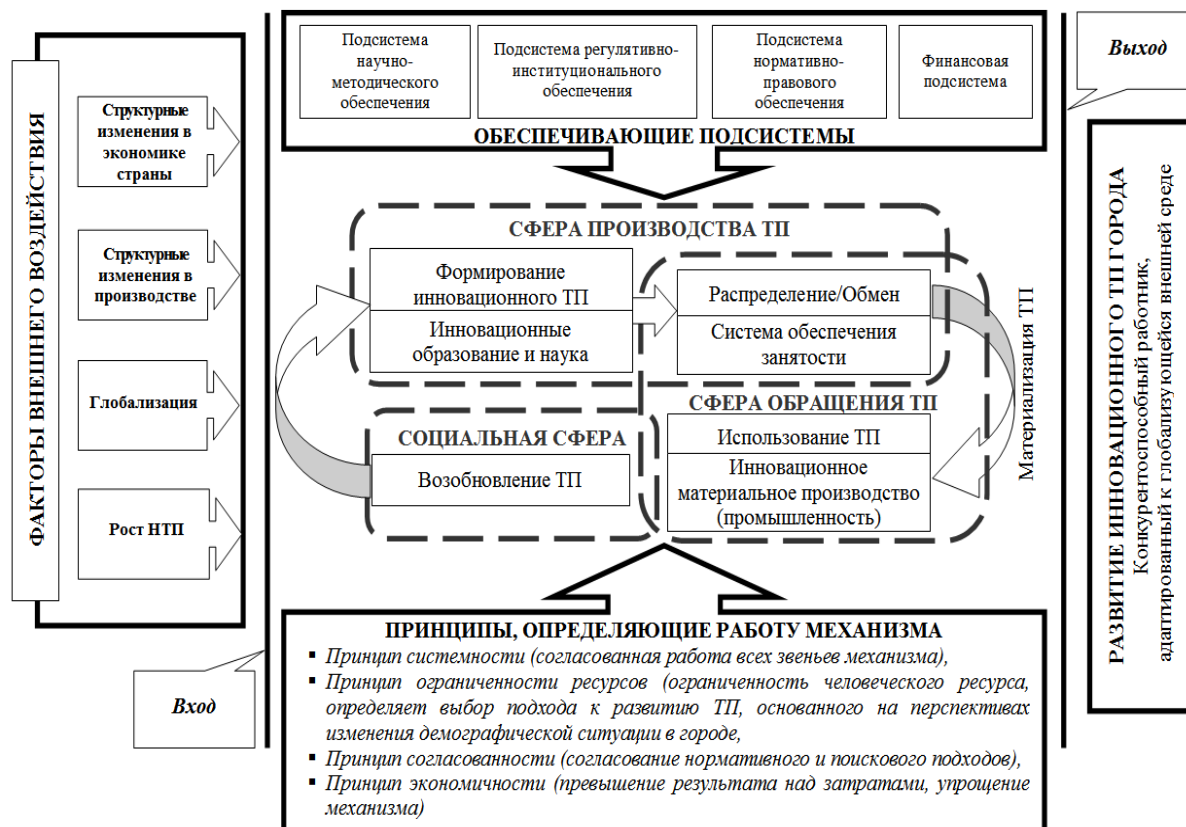 ФАКТОРЫ ВНЕШНЕГО ВОЗДЕЙСТВИЯ
Структурные
изменения в
экономике
страны
Структурные
изменения в
производстве
Глобализация
Рост НТП
Вход
Подсистема
научно-
методического
обеспечения
Подсистема регулятивно-
институционального
обеспечения
Подсистема
нормативно-
правового
обеспечения
Финансовая
подсистема
ОБЕСПЕЧИВАЮЩИЕ ПОДСИСТЕМЫ
СФЕРА ПРОИЗВОДСТВА ТП
Формирование
инновационного ТП
Инновационные
образование и наука
Распределение/Обмен
Система обеспечения
занятости
Материализация ТП
СФЕРА ОБРАЩЕНИЯ ТП
Использование ТП
Инновационное
материальное производство
(промышленность)
СОЦИАЛЬНАЯ СФЕРА
Возобновление ТП
ПРИНЦИПЫ, ОПРЕДЕЛЯЮЩИЕ РАБОТУ МЕХАНИЗМА
▪ Принцип системности (согласованная работа всех звеньев механизма),
▪ Принцип ограниченности ресурсов (ограниченность человеческого ресурса,
определяет выбор подхода к развитию ТП, основанного на перспективах
изменения демографической ситуации в городе,
▪ Принцип согласованности (согласование нормативного и поискового подходов),
▪ Принцип экономичности (превышение результата над затратами, упрощение
механизма)
Выход
РАЗВИТИЕ ИННОВАЦИОННОГО ТП ГОРОДА
Конкурентоспособный работник,
адаптированный к глобализующейся внешней среде